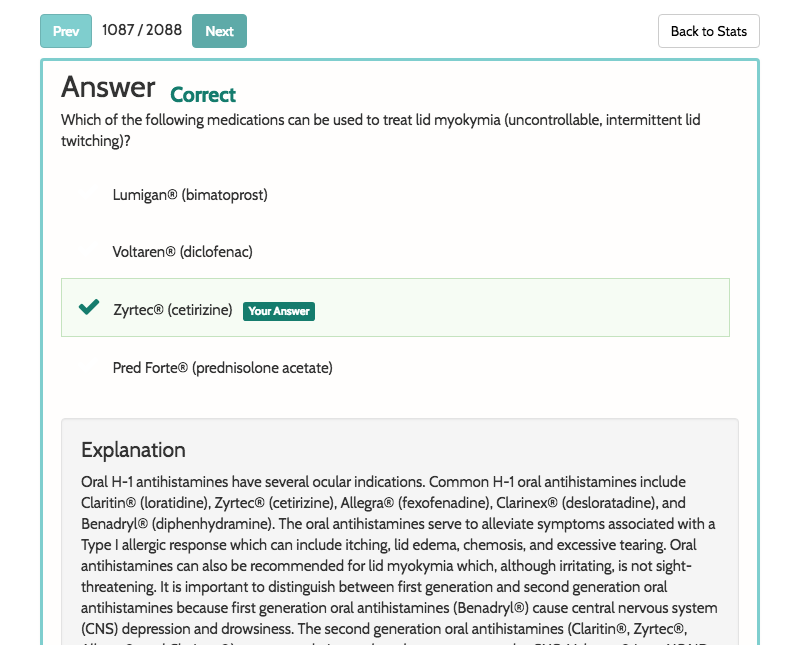 Prev 1087 / 2088 Next Back to Stats
Answer Correct
Which of the following medications can be used to treat lid myokymia (uncontrollable, intermittent lid
twitching)?
Lumigan® (bimatoprost)
Voltaren® (diclofenac)
Zyrtec® (cetirizine) Your Answer
Pred Forte® (prednisolone acetate)
Explanation
Oral H-1 antihistamines have several ocular indications. Common H-1 oral antihistamines include
Claritin® (loratidine), Zyrtec® (cetirizine), Allegra® (fexofenadine), Clarinex® (desloratadine), and
Benadryl® (diphenhydramine). The oral antihistamines serve to alleviate symptoms associated with a
Type I allergic response which can include itching, lid edema, chemosis, and excessive tearing. Oral
antihistamines can also be recommended for lid myokymia which, although irritating, is not sight-
threatening. It is important to distinguish between first generation and second generation oral
antihistamines because first generation oral antihistamines (Benadryl®) cause central nervous system
(CNS) depression and drowsiness. The second generation oral antihistamines (Claritin®, Zyrtec®,